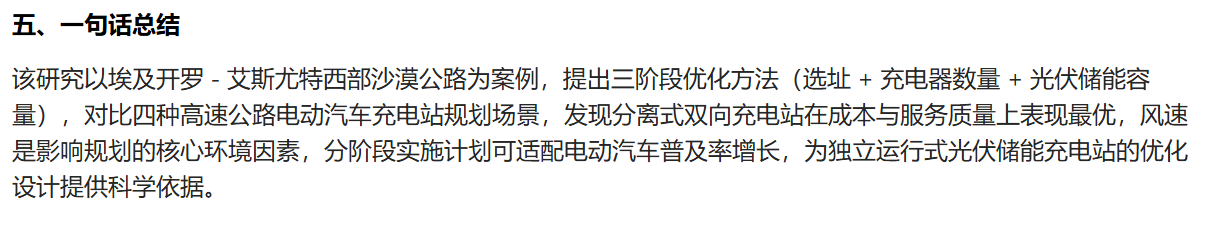 五、一句话总结
该研究以埃及开罗 - 艾斯尤特西部沙漠公路为案例，提出三阶段优化方法（选址 + 充电器数量 + 光伏储能容
量），对比四种高速公路电动汽车充电站规划场景，发现分离式双向充电站在成本与服务质量上表现最优，风速
是影响规划的核心环境因素，分阶段实施计划可适配电动汽车普及率增长，为独立运行式光伏储能充电站的优化
设计提供科学依据。